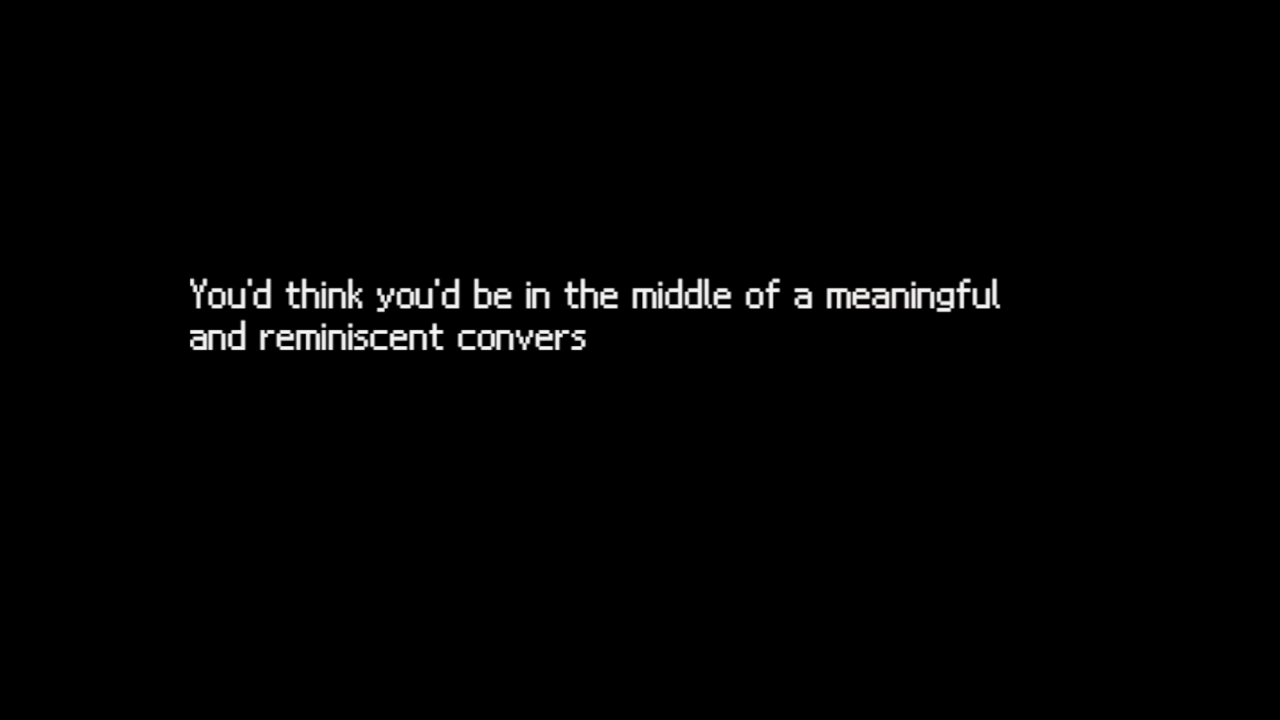 You'd think you'd be in the middle of a meaningful
and reminiscent convers